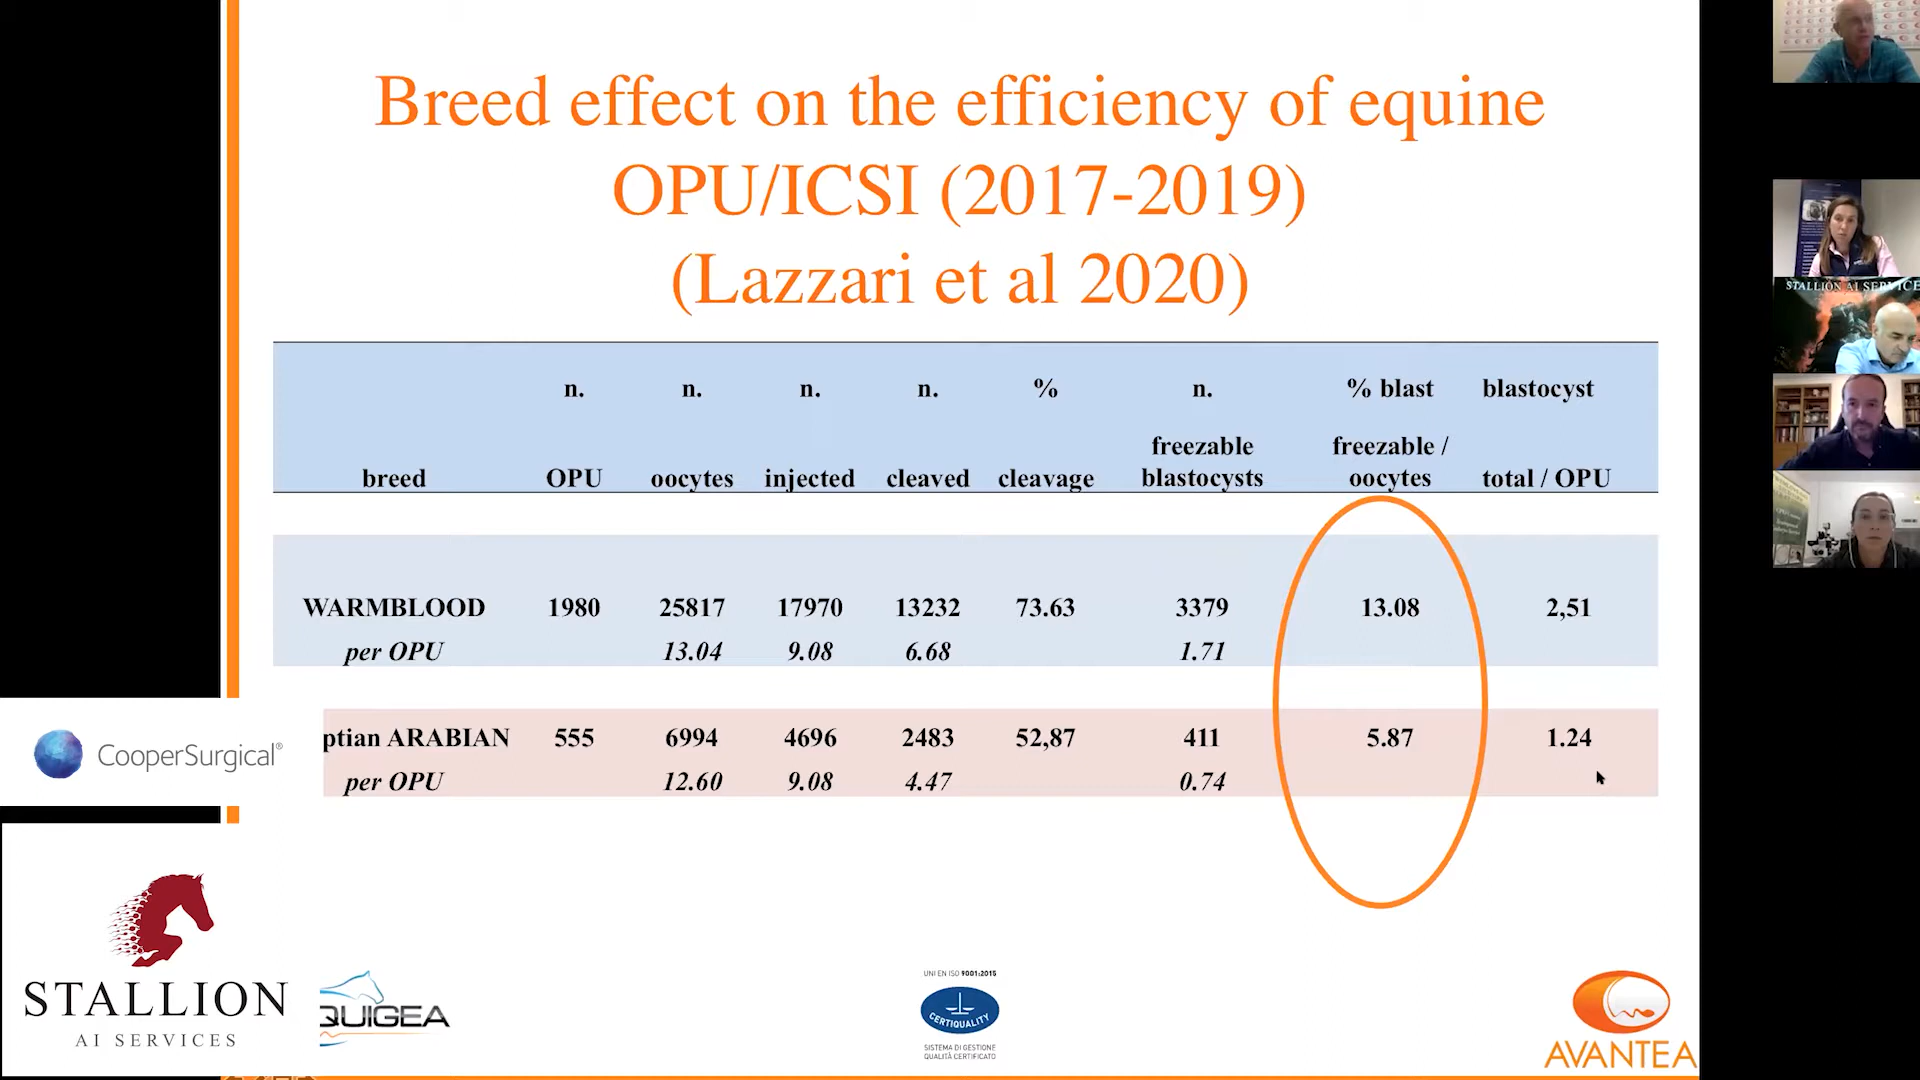 Breed effect on the efficiency of equine
OPU/ICSI (2017-2019)
(Lazzari et al 2020)
n. n. n. n. % n. % blast blastocyst
freezable freezable /
breed OPU oocytes injected cleaved cleavage blastocysts oocytes total / OPU
WARMBLOOD 1980 25817 17970 13232 73.63 3379 13.08 2,51
per OPU 13.04 9.08 6.68 1.71
ptian ARABIAN 555 6994 4696 2483 52,87 411 5.87 1.24
per OPU 12.60 9.08 4.47 0.74
CooperSurgical®
STALLION
AI SERVICES
QUIGEA
UNI EN ISO 9001:2015
CERTIQUALITY
SISTEMA DI GESTIONE
QUALITÀ CERTIFICATO
AVANTEA
STALLION AI SERVICE